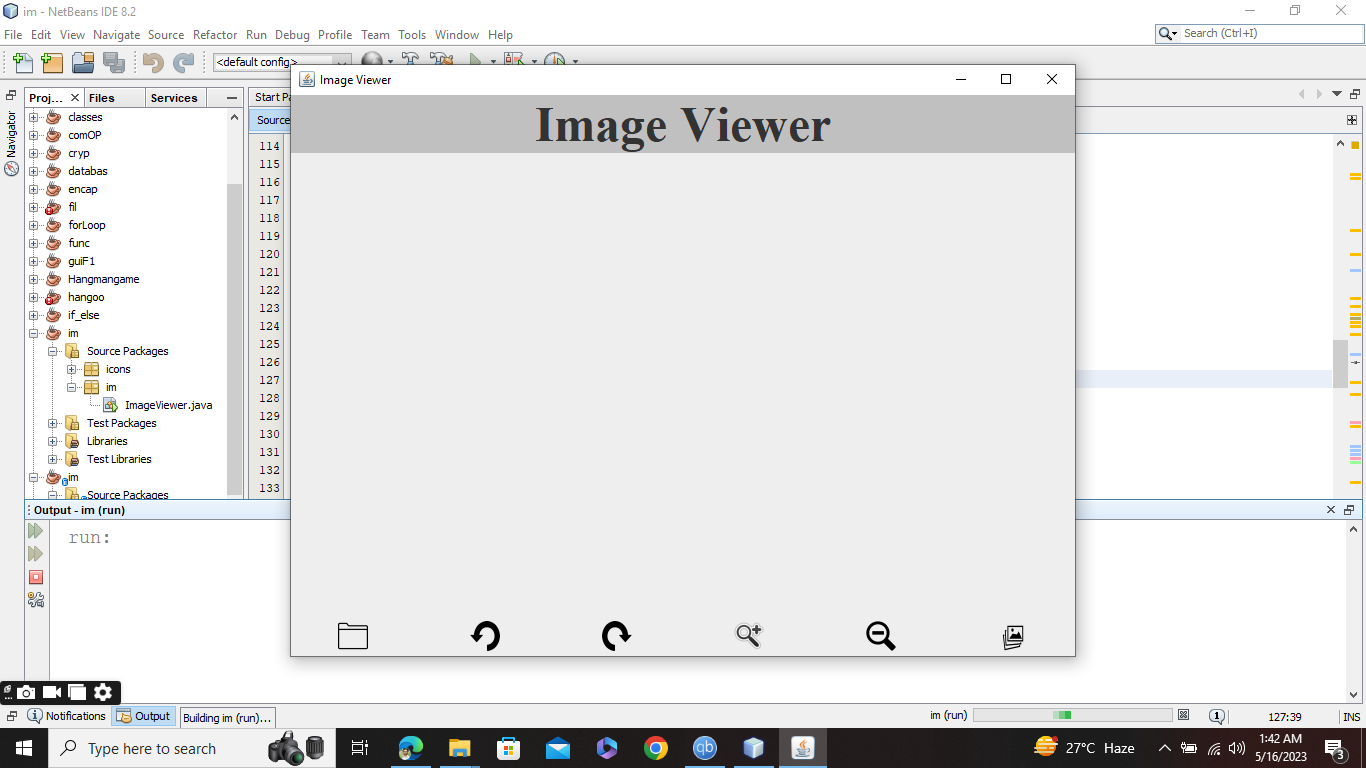 im - NetBeans IDE 8.2
File Edit View Navigate Source Refactor Run Debug Profile Team Tools Window Help
Search (Ctrl+I)
<default config>
Image Viewer
Proj... Files Services
Start Pa
Navigator
Source
Image Viewer
classes
comOP
cryp
databas
encap
fil
forLoop
func
guiF1
Hangmangame
hangoo
if_else
im
Source Packages
icons
im
ImageViewer.java
Test Packages
Libraries
Test Libraries
im
Source Packages
114
115
116
117
118
119
120
121
122
123
124
125
126
127
128
129
130
131
132
133
Output - im (run)
run:
Notifications Output Building im (run)... im (run) 1 127:39 INS
Type here to search
qb
27°C Haze
1:42 AM
5/16/2023
3